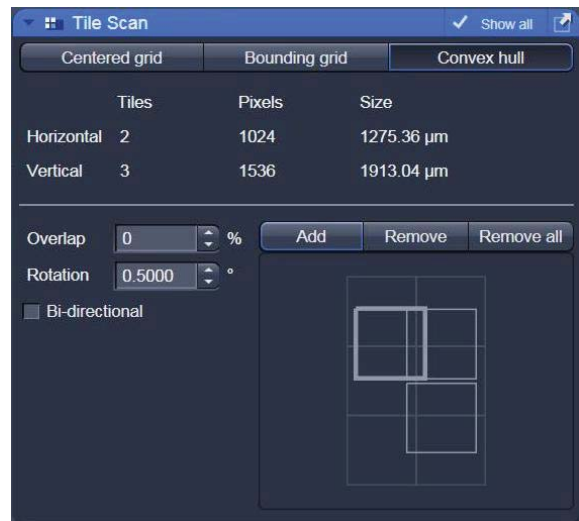 Tile Scan Show all
Centered grid Bounding grid Convex hull
Tiles Pixels Size
Horizontal 2 1024 1275.36 µm
Vertical 3 1536 1913.04 µm
Overlap 0 % Add Remove Remove all
Rotation 0.5000 °
Bi-directional